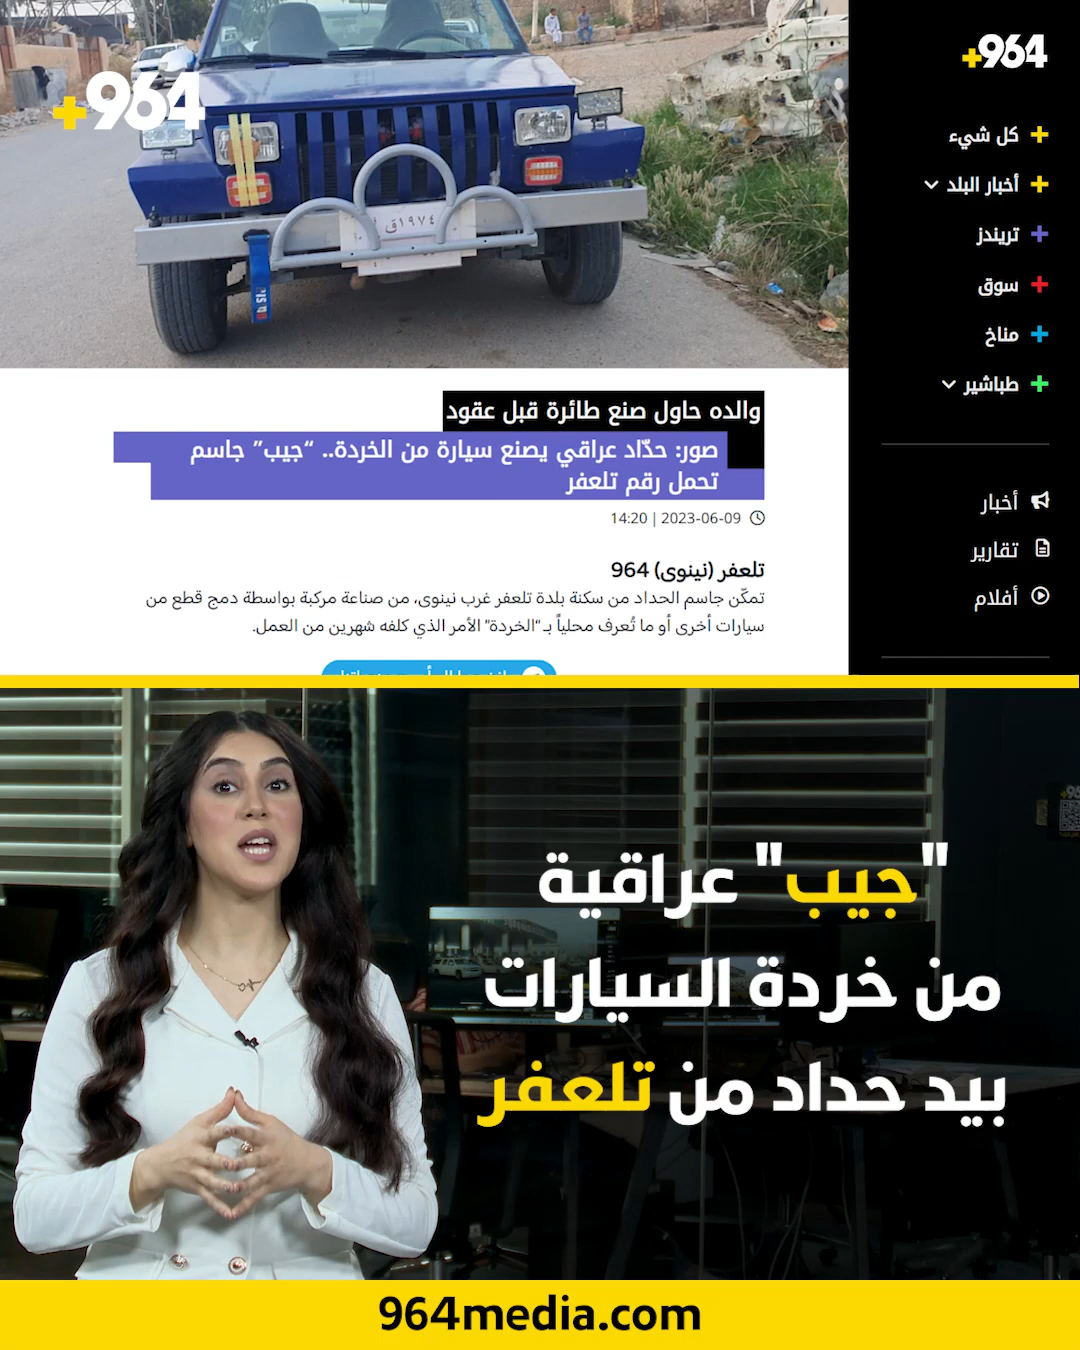 +964
+964
كل شيء
أخبار البلد
تريندز
سوق
مناخ
طباشير
أخبار
تقارير
أفلام
١٩٧٤ق
والده حاول صنع طائرة قبل عقود
صور: حدّاد عراقي يصنع سيارة من الخردة.. “جيب” جاسم
تحمل رقم تلعفر
2023-06-09 | 14:20
تلعفر (نينوى) 964
تمكّن جاسم الحداد من سكنة بلدة تلعفر غرب نينوى، من صناعة مركبة بواسطة دمج قطع من
سيارات أخرى أو ما تُعرف محلياً بـ “الخردة” الأمر الذي كلفه شهرين من العمل.
"جيب" عراقية
من خردة السيارات
بيد حداد من تلعفر
964media.com